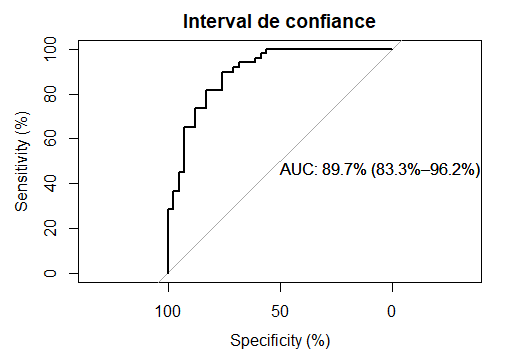 Interval de confiance
Sensitivity (%)
100
80
60
40
20
0
AUC: 89.7% (83.3%–96.2%)
100 50 0
Specificity (%)